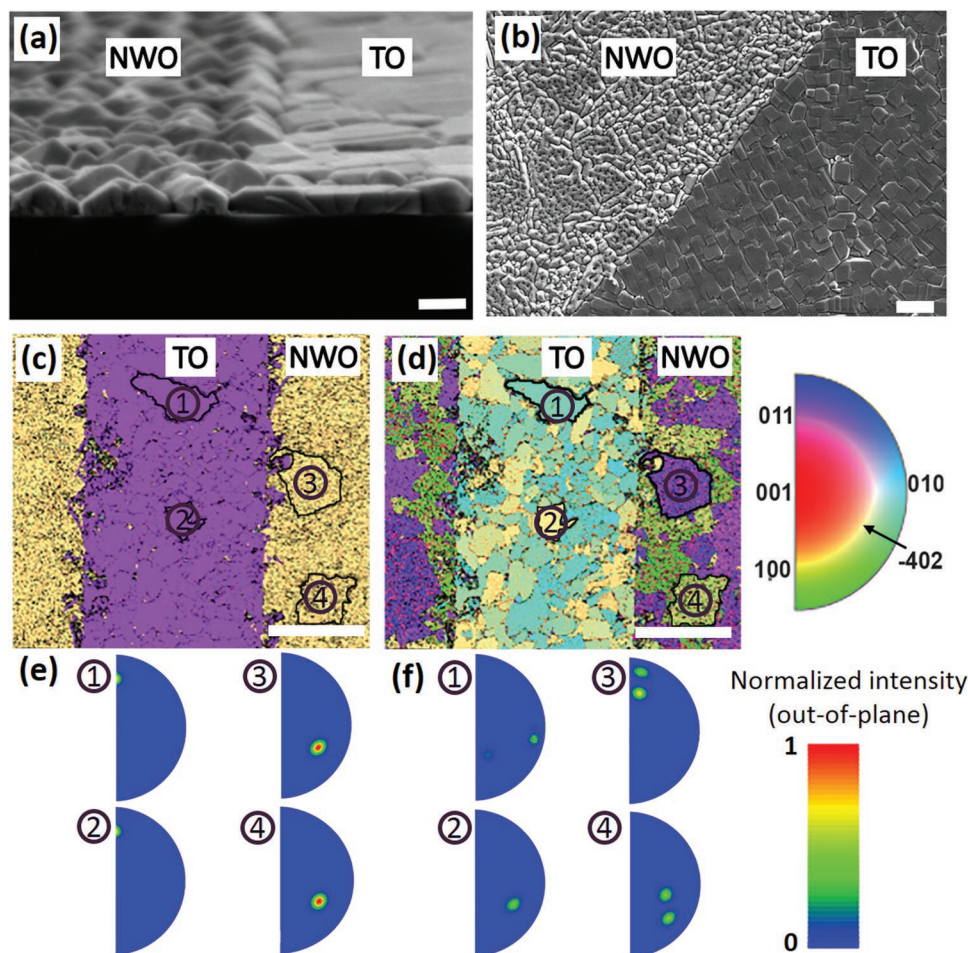 (a)
NWO
TO
(b)
NWO
TO
(c)
TO
NWO
1
3
2
4
(d)
TO
NWO
1
3
2
4
011
001
100
010
-402
(e)
1
3
2
4
(f)
1
3
2
4
Normalized intensity
(out-of-plane)
1
0